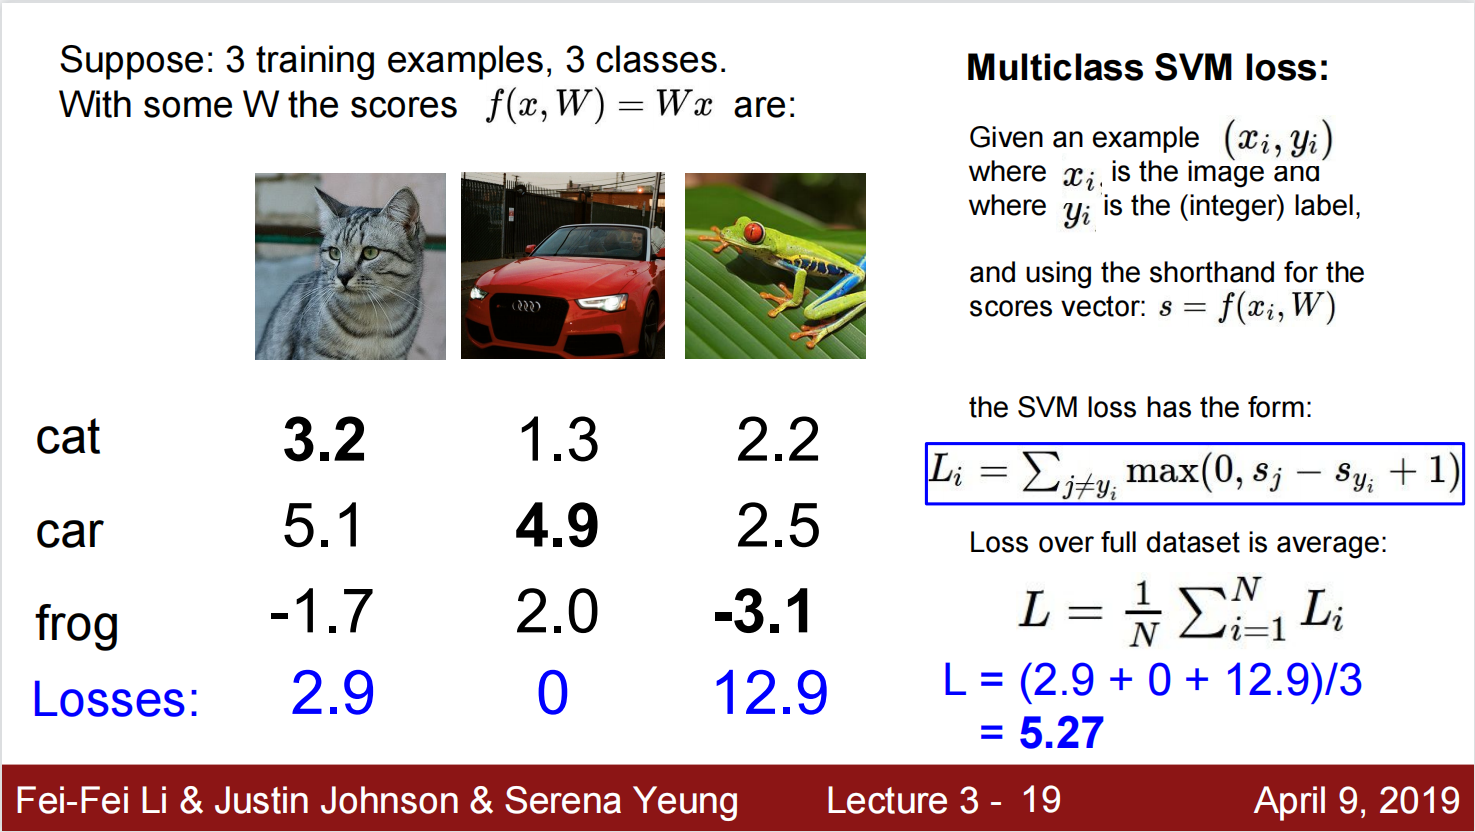 Suppose: 3 training examples, 3 classes.
With some W the scores f(x, W) = Wx are:
cat 3.2 1.3 2.2
car 5.1 4.9 2.5
frog -1.7 2.0 -3.1
Losses: 2.9 0 12.9
Multiclass SVM loss:
Given an example (x_i, y_i)
where x_i is the image and
where y_i is the (integer) label,
and using the shorthand for the
scores vector: s = f(x_i, W)
the SVM loss has the form:
L_i = ∑_{j≠y_i} max(0, s_j − s_{y_i} + 1)
Loss over full dataset is average:
L = \frac{1}{N} ∑_{i=1}^{N} L_i
L = (2.9 + 0 + 12.9)/3
= 5.27
Fei-Fei Li & Justin Johnson & Serena Yeung Lecture 3 - 19 April 9, 2019